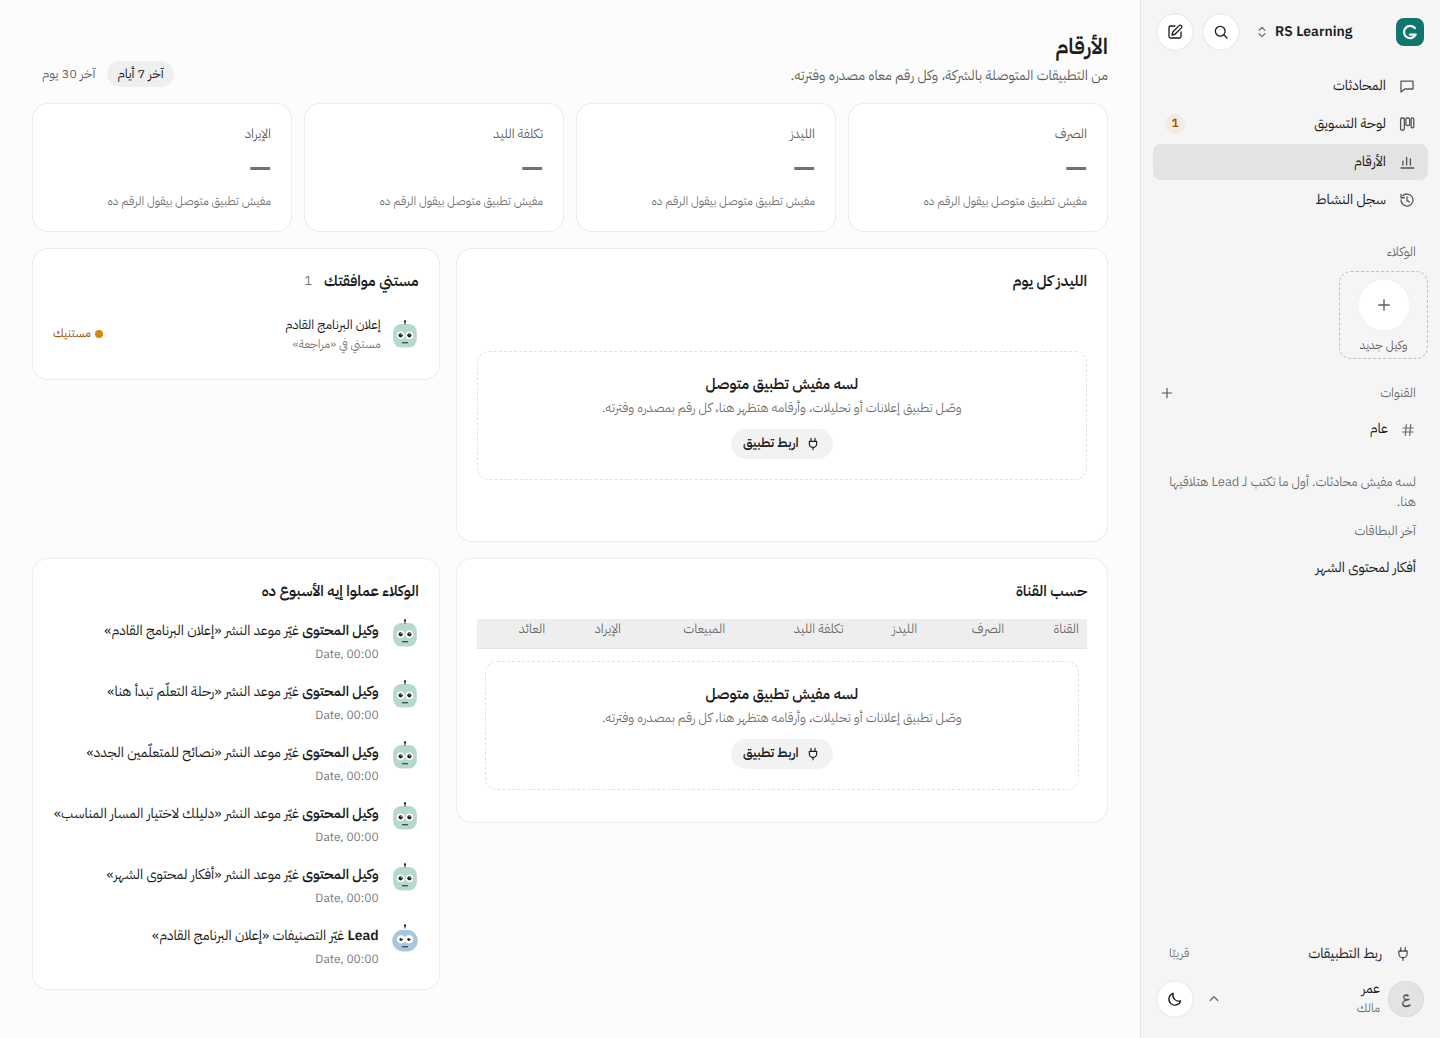 RS Learning
المحادثات
لوحة التسويق
1
الأرقام
سجل النشاط
الوكلاء
وكيل جديد
القنوات
عام
لسه مفيش محادثات. أول ما تكتب لـ Lead هتلاقيها
هنا.
آخر البطاقات
أفكار لمحتوى الشهر
ربط التطبيقات
قريبًا
ع
عمر
مالك
الأرقام
من التطبيقات المتوصلة بالشركة، وكل رقم معاه مصدره وفترته.
آخر 7 أيام
آخر 30 يوم
الصرف
—
مفيش تطبيق متوصل بيقول الرقم ده
الليدز
—
مفيش تطبيق متوصل بيقول الرقم ده
تكلفة الليد
—
مفيش تطبيق متوصل بيقول الرقم ده
الإيراد
—
مفيش تطبيق متوصل بيقول الرقم ده
الليدز كل يوم
لسه مفيش تطبيق متوصل
وصّل تطبيق إعلانات أو تحليلات، وأرقامه هتظهر هنا، كل رقم بمصدره وفترته.
اربط تطبيق
مستني موافقتك 1
إعلان البرنامج القادم
مستني في «مراجعة»
مستنيك
حسب القناة
القناة الصرف الليدز تكلفة الليد المبيعات الإيراد العائد
لسه مفيش تطبيق متوصل
وصّل تطبيق إعلانات أو تحليلات، وأرقامه هتظهر هنا، كل رقم بمصدره وفترته.
اربط تطبيق
الوكلاء عملوا إيه الأسبوع ده
وكيل المحتوى غيّر موعد النشر «إعلان البرنامج القادم»
Date, 00:00
وكيل المحتوى غيّر موعد النشر «رحلة التعلّم تبدأ هنا»
Date, 00:00
وكيل المحتوى غيّر موعد النشر «نصائح للمتعلّمين الجدد»
Date, 00:00
وكيل المحتوى غيّر موعد النشر «دليلك لاختيار المسار المناسب»
Date, 00:00
وكيل المحتوى غيّر موعد النشر «أفكار لمحتوى الشهر»
Date, 00:00
Lead غيّر التصنيفات «إعلان البرنامج القادم»
Date, 00:00